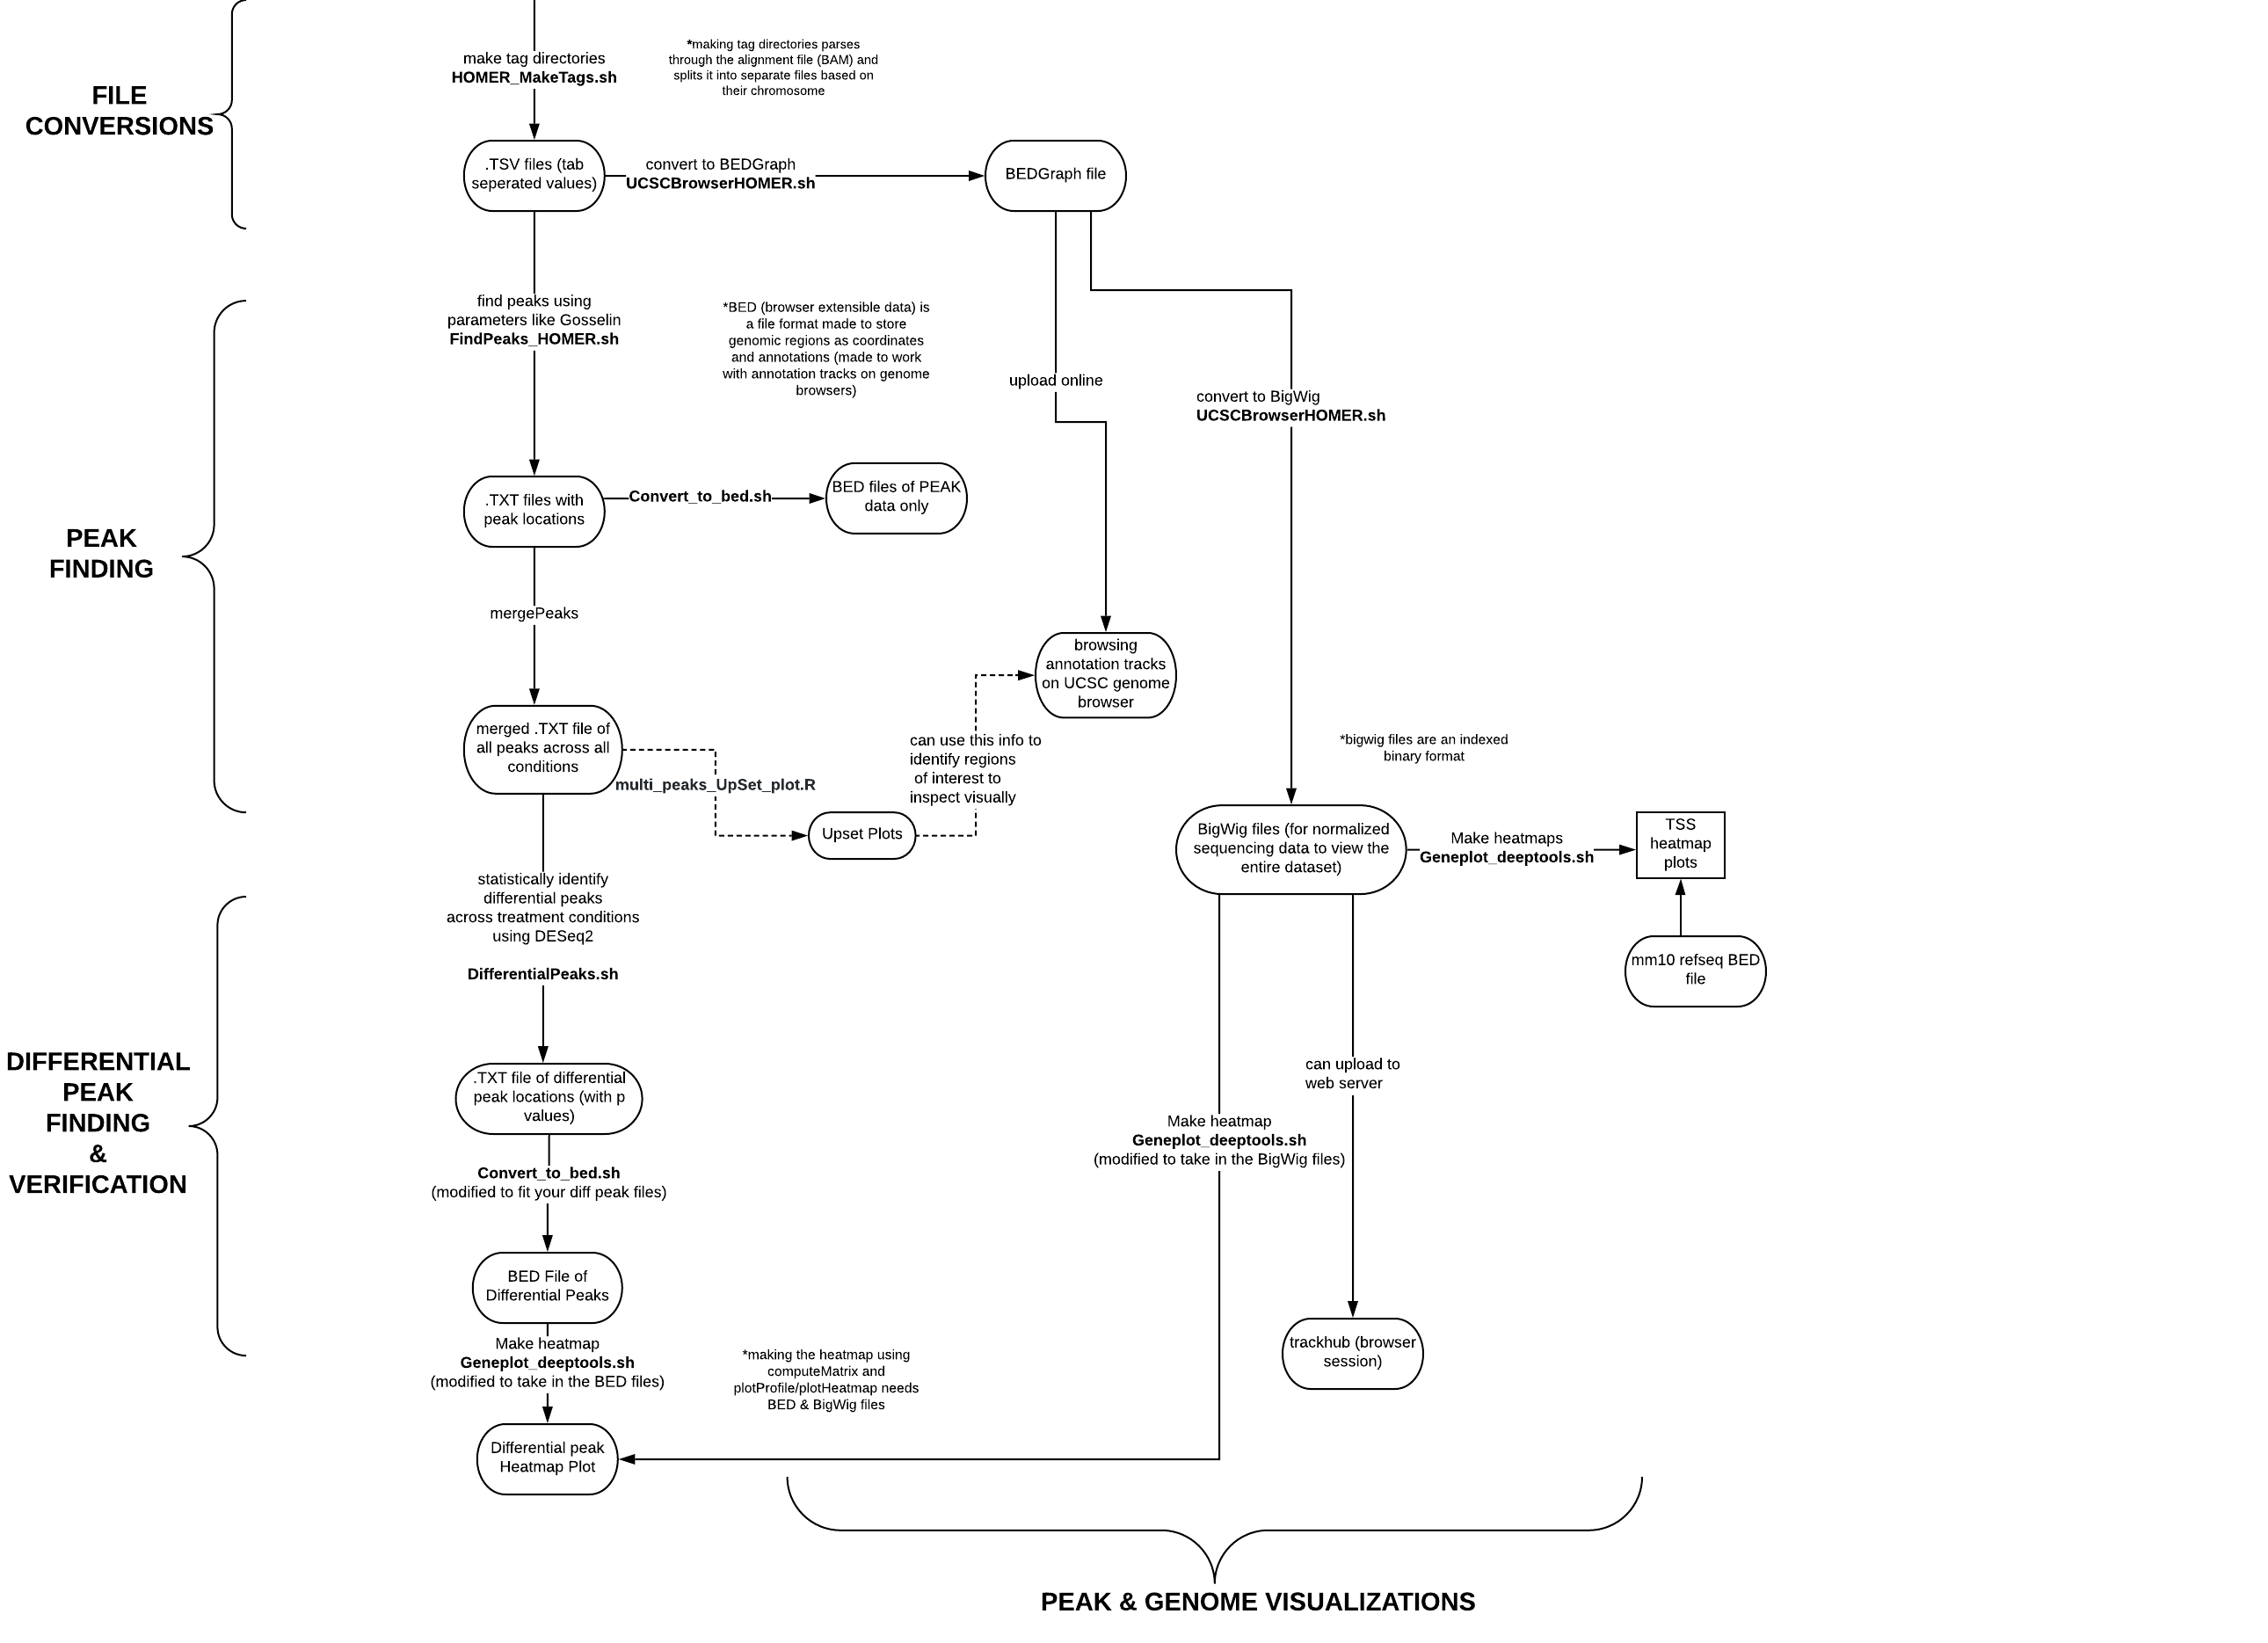 make tag directories
HOMER_MakeTags.sh
*making tag directories parses
through the alignment file (BAM) and
splits it into separate files based on
their chromosome
FILE
CONVERSIONS
.TSV files (tab
seperated values)
convert to BEDGraph
UCSCBrowserHOMER.sh
BEDGraph file
find peaks using
parameters like Gosselin
FindPeaks_HOMER.sh
*BED (browser extensible data) is
a file format made to store
genomic regions as coordinates
and annotations (made to work
with annotation tracks on genome
browsers)
upload online
convert to BigWig
UCSCBrowserHOMER.sh
PEAK
FINDING
.TXT files with
peak locations
Convert_to_bed.sh
BED files of PEAK
data only
mergePeaks
browsing
annotation tracks
on UCSC genome
browser
merged .TXT file of
all peaks across all
conditions
multi_peaks_UpSet_plot.R
can use this info to
identify regions
of interest to
inspect visually
Upset Plots
*bigwig files are an indexed
binary format
BigWig files (for normalized
sequencing data to view the
entire dataset)
Make heatmaps
Geneplot_deeptools.sh
TSS
heatmap
plots
mm10 refseq BED
file
statistically identify
differential peaks
across treatment conditions
using DESeq2
DifferentialPeaks.sh
DIFFERENTIAL
PEAK
FINDING
&
VERIFICATION
.TXT file of differential
peak locations (with p
values)
can upload to
web server
Make heatmap
Geneplot_deeptools.sh
(modified to take in the BigWig files)
Convert_to_bed.sh
(modified to fit your diff peak files)
BED File of
Differential Peaks
Make heatmap
Geneplot_deeptools.sh
(modified to take in the BED files)
*making the heatmap using
computeMatrix and
plotProfile/plotHeatmap needs
BED & BigWig files
trackhub (browser
session)
Differential peak
Heatmap Plot
PEAK & GENOME VISUALIZATIONS